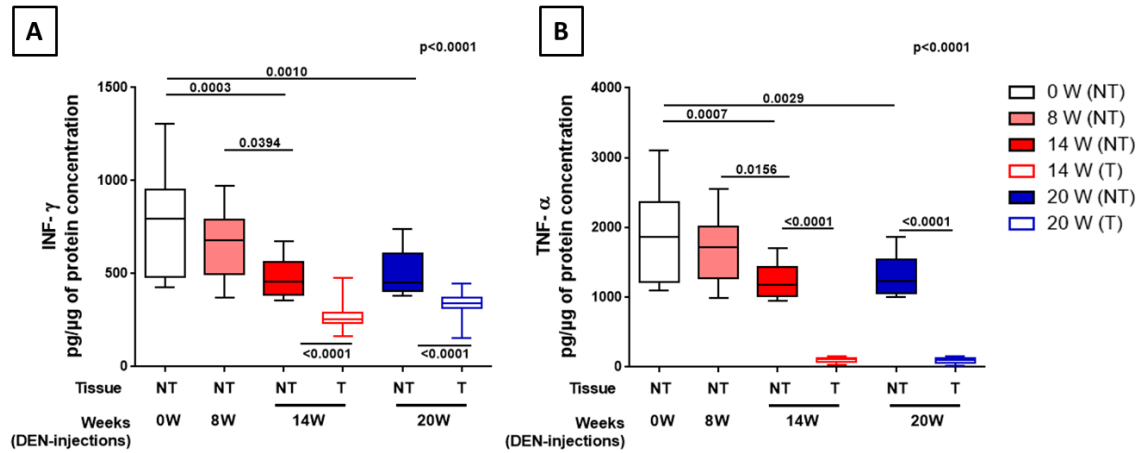 A
p<0.0001
0.0010
0.0003
0.0394
<0.0001
<0.0001
1500
1000
500
0
INF- γ
pg/µg of protein concentration
Tissue NT NT NT T NT T
Weeks 0W 8W 14W 20W
(DEN-injections)
B
p<0.0001
0.0029
0.0007
0.0156
<0.0001
<0.0001
4000
3000
2000
1000
0
TNF- α
pg/µg of protein concentration
Tissue NT NT NT T NT T
Weeks 0W 8W 14W 20W
(DEN-injections)
0 W (NT)
8 W (NT)
14 W (NT)
14 W (T)
20 W (NT)
20 W (T)